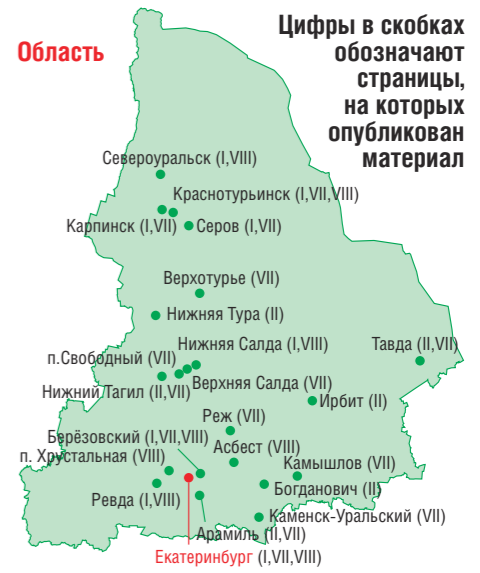 Область
Цифры в скобках
обозначают
страницы,
на которых
опубликован
материал
Североуральск (I,VIII)
Краснотурьинск (I,VII,VIII)
Карпинск (I,VII)
Серов (I,VII)
Верхотурье (VII)
Нижняя Тура (II)
Нижняя Салда (I,VIII)
Тавда (II,VII)
п.Свободный (VII)
Нижний Тагил (II,VII)
Верхняя Салда (VII)
Ирбит (II)
Реж (VII)
Берёзовский (I,VII,VIII)
Асбест (VIII)
п. Хрустальная (VIII)
Камышлов (VII)
Ревда (I,VIII)
Богданович (II)
Каменск-Уральский (VII)
Арамиль (II,VII)
Екатеринбург (I,VII,VIII)